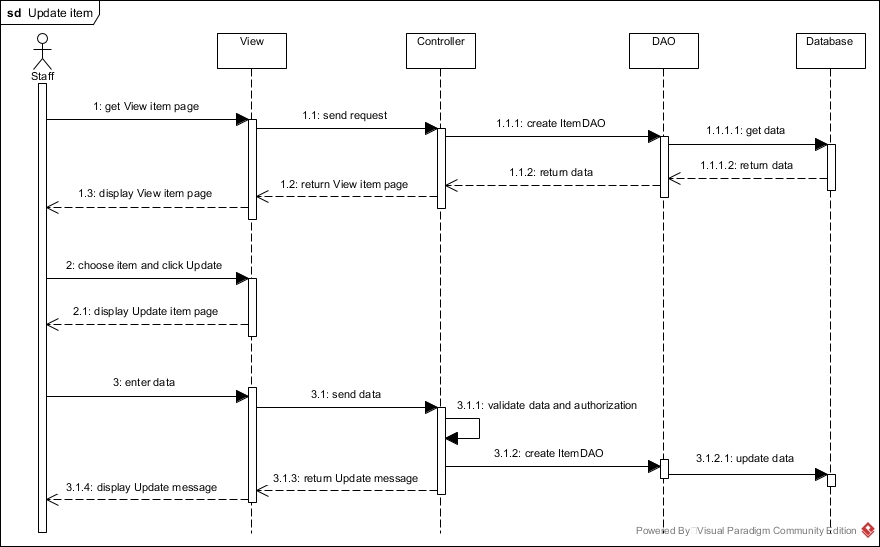 sd Update item
Staff
View
Controller
DAO
Database
1: get View item page
1.1: send request
1.1.1: create ItemDAO
1.1.1.1: get data
1.1.1.2: return data
1.1.2: return data
1.2: return View item page
1.3: display View item page
2: choose item and click Update
2.1: display Update item page
3: enter data
3.1: send data
3.1.1: validate data and authorization
3.1.2: create ItemDAO
3.1.2.1: update data
3.1.3: return Update message
3.1.4: display Update message
Powered By Visual Paradigm Community Edition